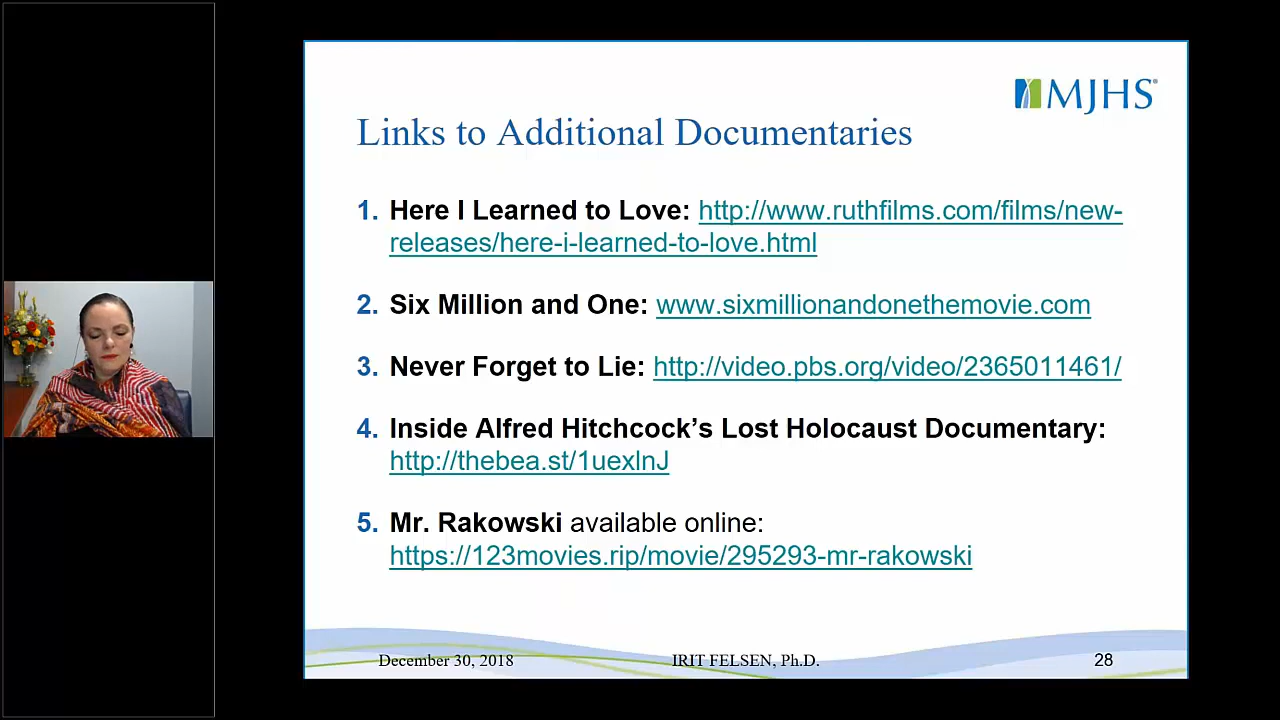 MJHS
Links to Additional Documentaries
1. Here I Learned to Love: http://www.ruthfilms.com/films/new-
releases/here-i-learned-to-love.html
2. Six Million and One: www.sixmillionandonethemovie.com
3. Never Forget to Lie: http://video.pbs.org/video/2365011461/
4. Inside Alfred Hitchcock’s Lost Holocaust Documentary:
http://thebea.st/1uexlnJ
5. Mr. Rakowski available online:
https://123movies.rip/movie/295293-mr-rakowski
December 30, 2018 IRIT FELSEN, Ph.D. 28